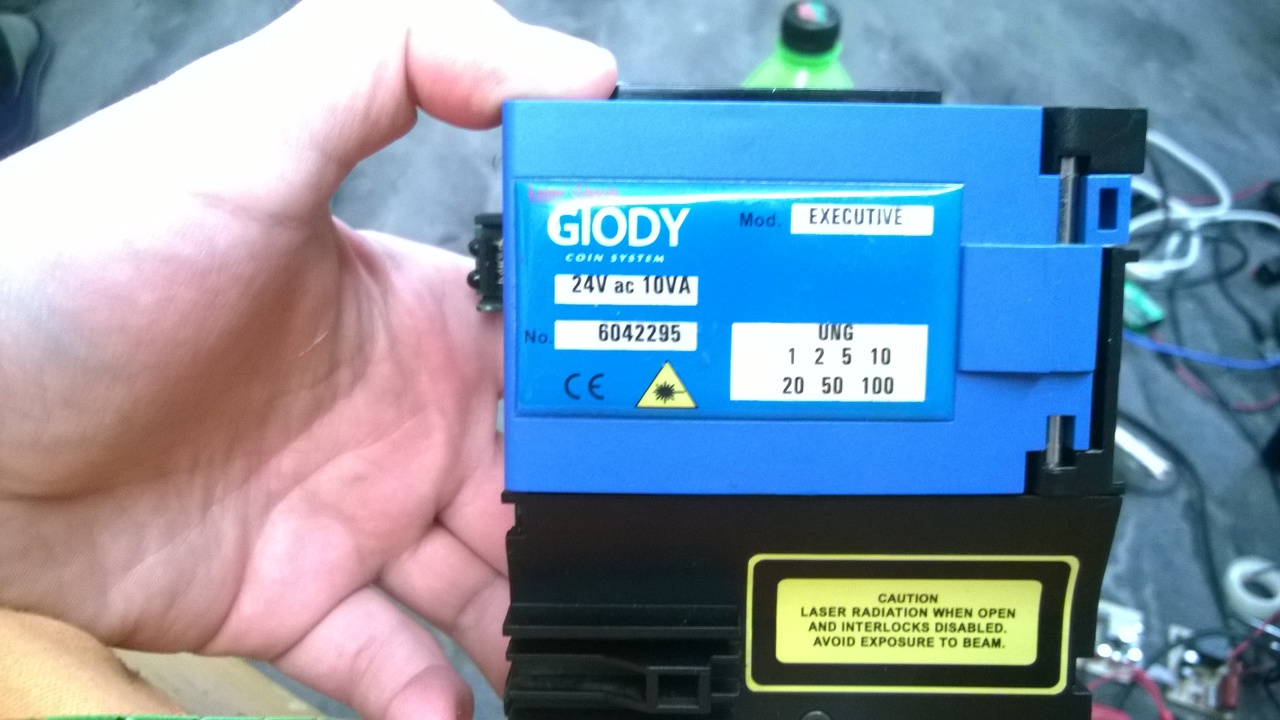 GIODY
COIN SYSTEM
Mod. EXECUTIVE
24V ac 10VA
No. 6042295
CE
UNG
1 2 5 10
20 50 100
CAUTION
LASER RADIATION WHEN OPEN
AND INTERLOCKS DISABLED.
AVOID EXPOSURE TO BEAM.